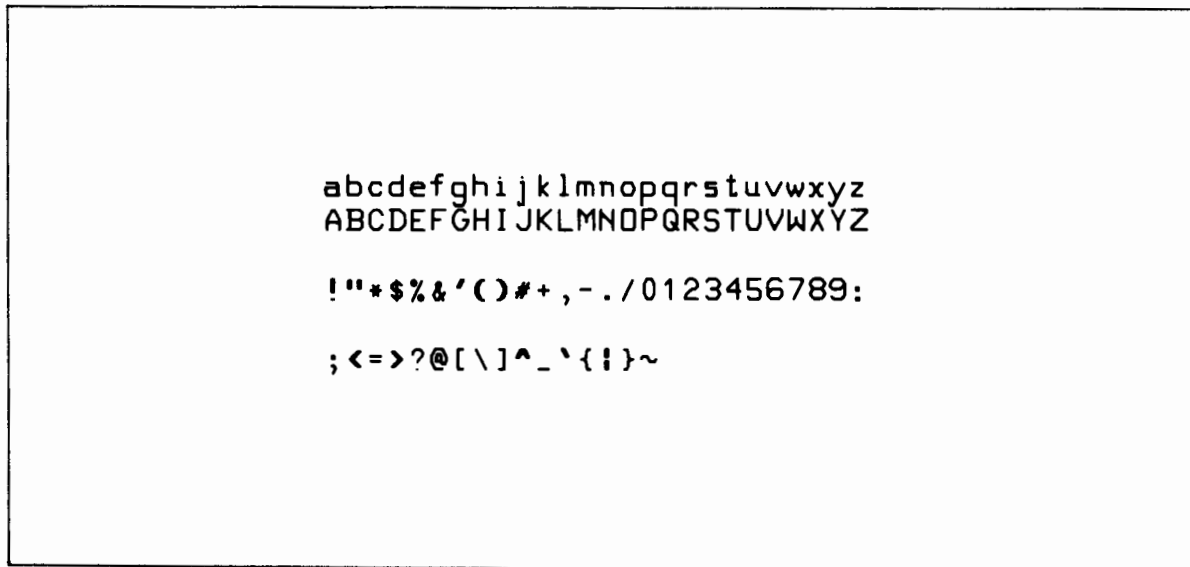 abcdefghijklmnopqrstuvwxyz
ABCDEFGHIJKLMNOPQRSTUVWXYZ
!"*$%&'()#+,-./0123456789:
;<=>?@[\]^_`{¦}~